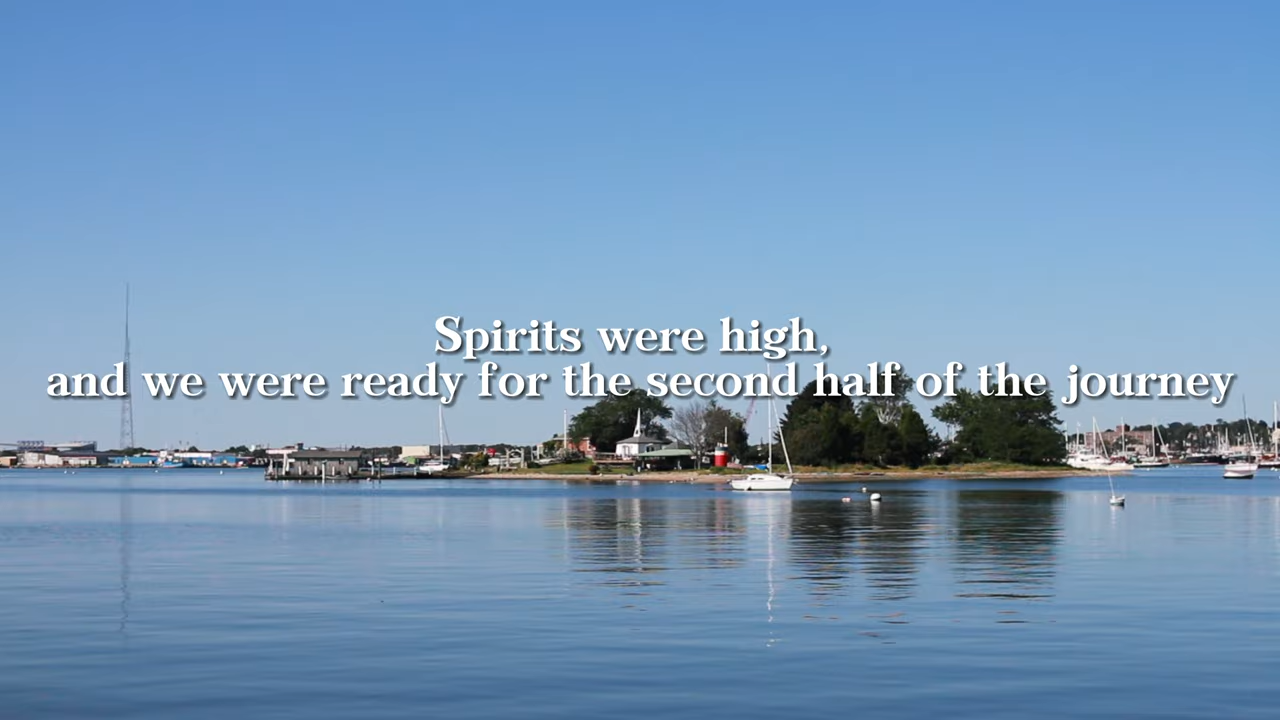 Spirits were high,
and we were ready for the second half of the journey